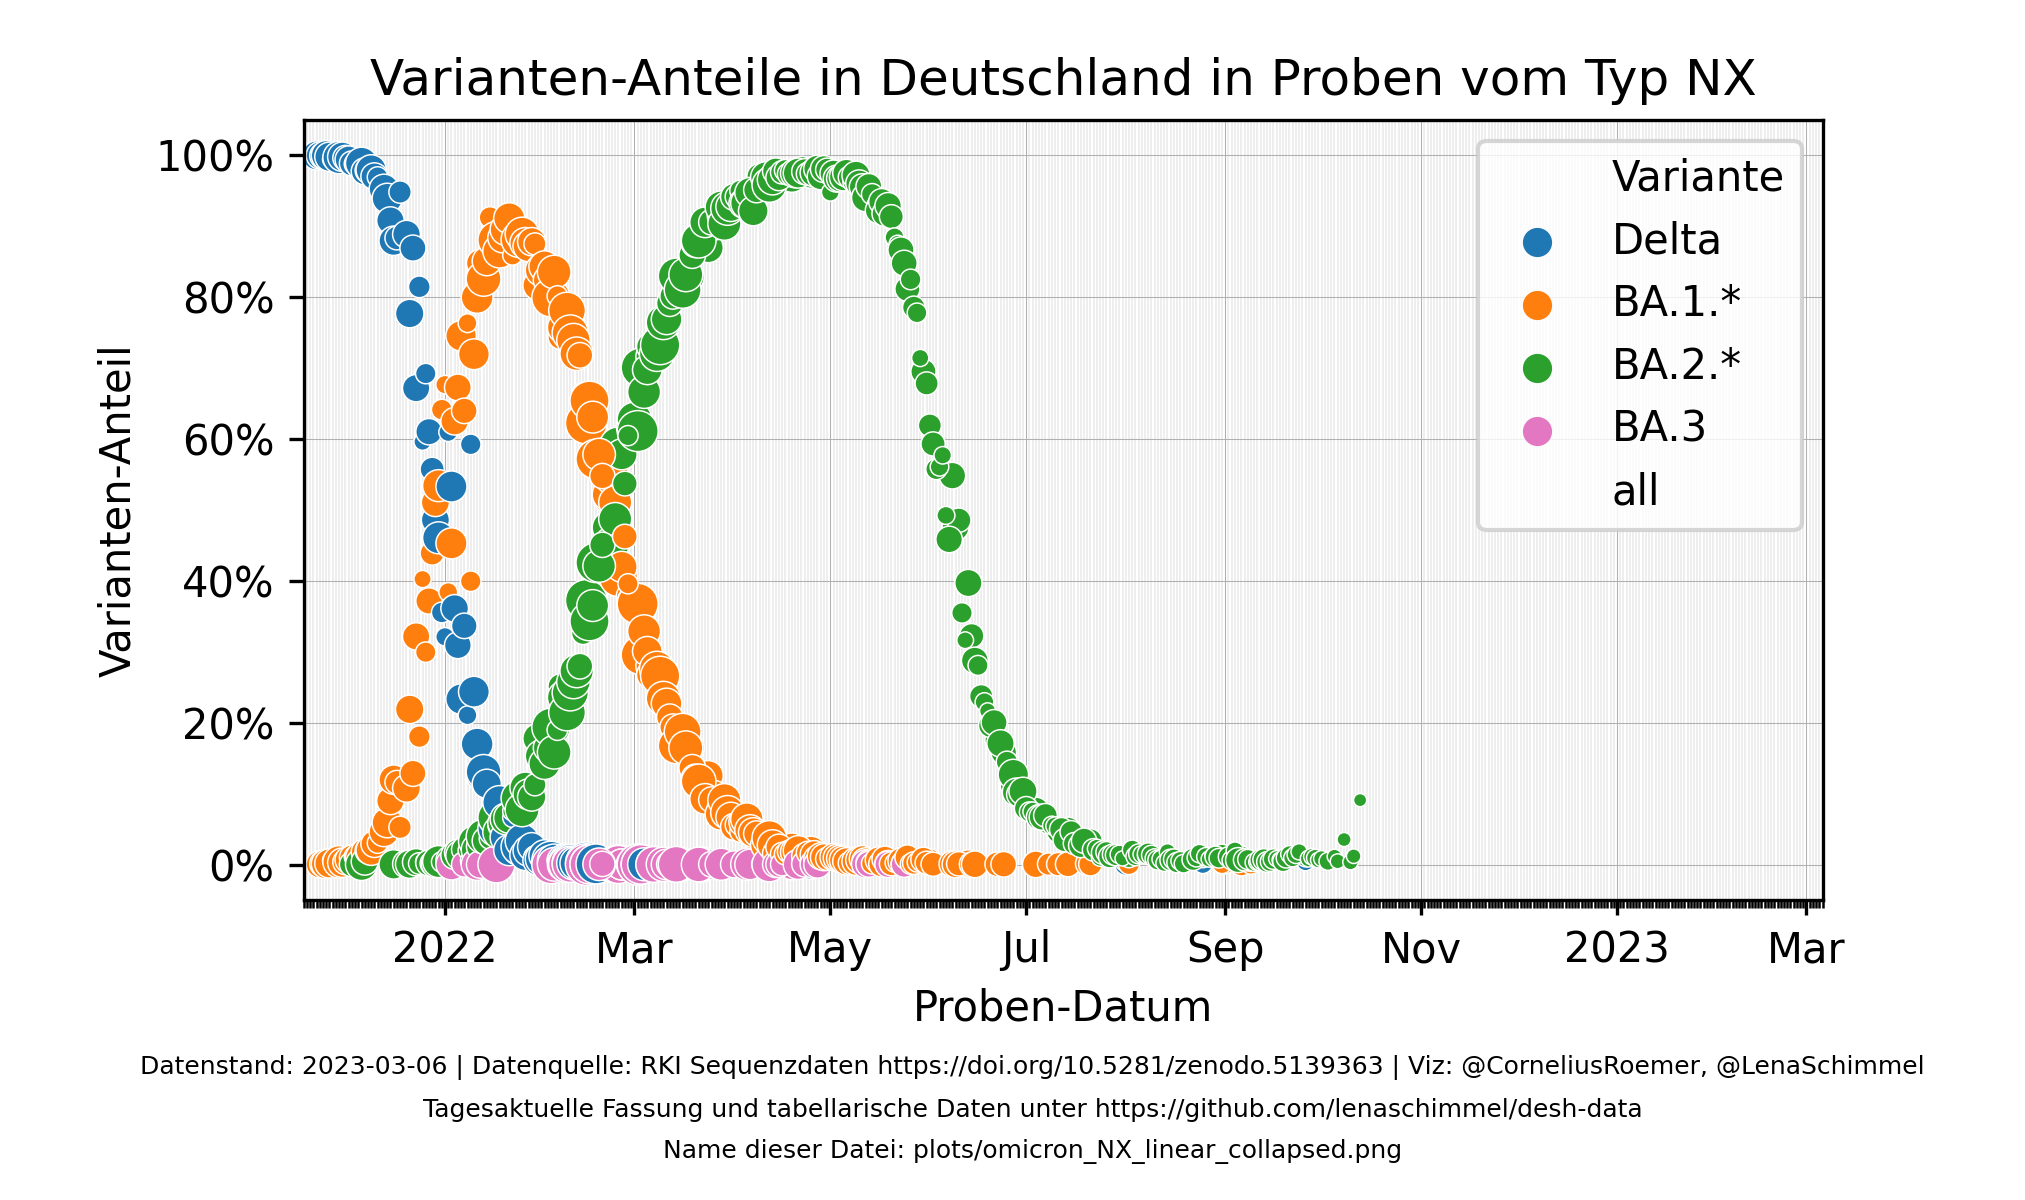 Varianten-Anteile in Deutschland in Proben vom Typ NX
Varianten-Anteil
100%
80%
60%
40%
20%
0%
Variante
Delta
BA.1.*
BA.2.*
BA.3
all
2022
Mar
May
Jul
Sep
Nov
2023
Mar
Proben-Datum
Datenstand: 2023-03-06 | Datenquelle: RKI Sequenzdaten https://doi.org/10.5281/zenodo.5139363 | Viz: @CorneliusRoemer, @LenaSchimmel
Tagesaktuelle Fassung und tabellarische Daten unter https://github.com/lenaschimmel/desh-data
Name dieser Datei: plots/omicron_NX_linear_collapsed.png